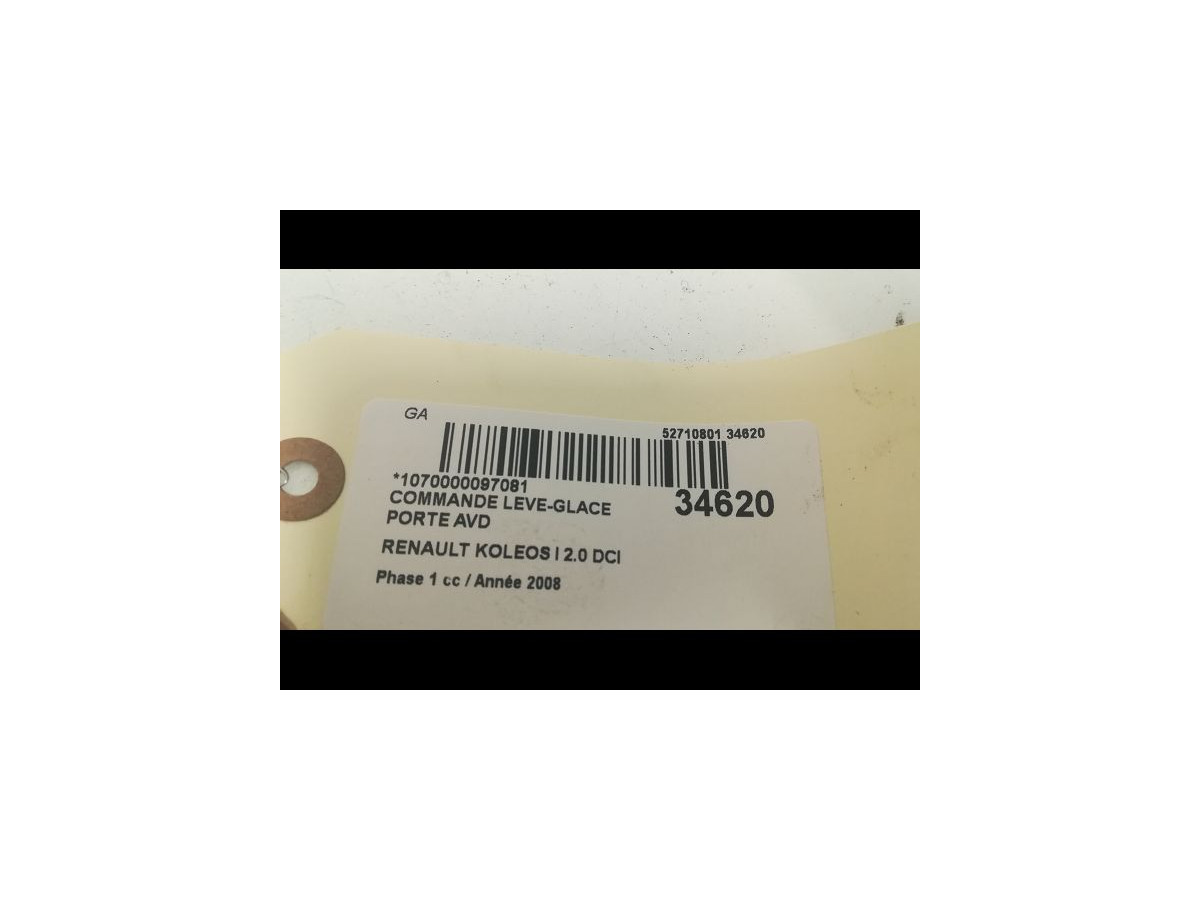 GA
52710801 34620
*1070000097081
34620
COMMANDE LEVE-GLACE
PORTE AVD
RENAULT KOLEOS I 2.0 DCI
Phase 1 cc / Année 2008